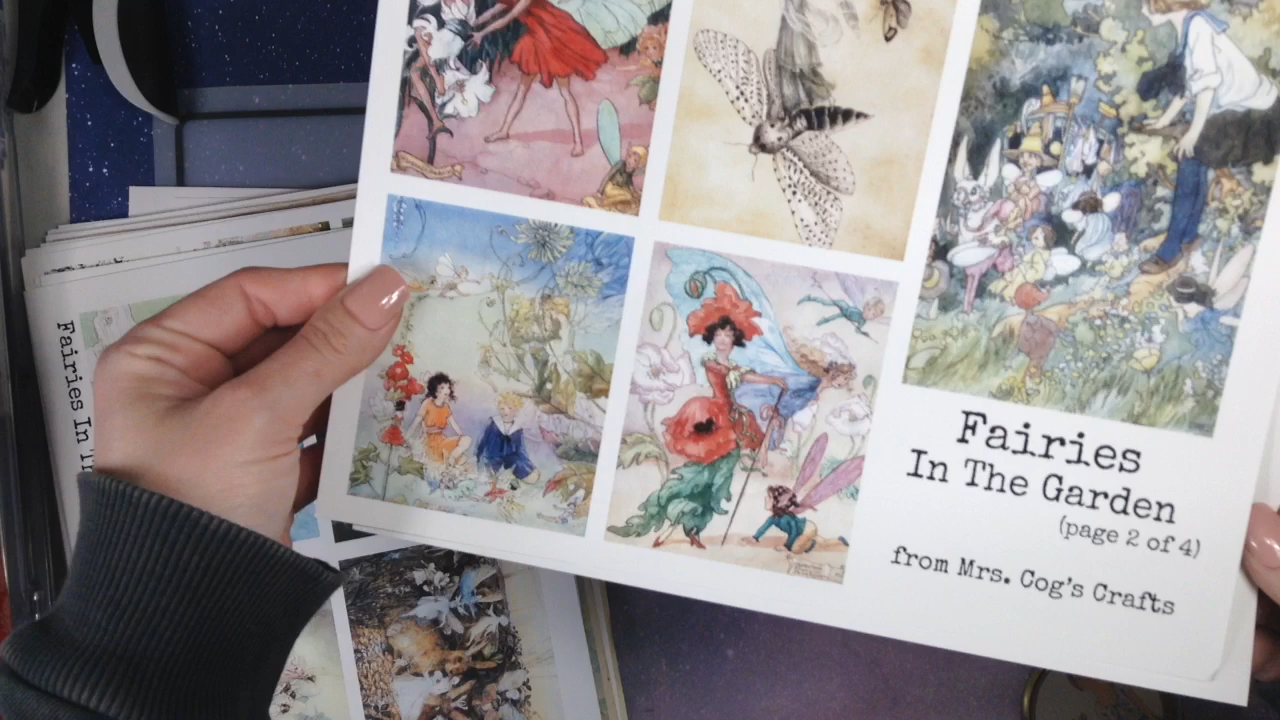 Fairies
In The Garden
(page 2 of 4)
from Mrs. Cog's Crafts
Fairies In